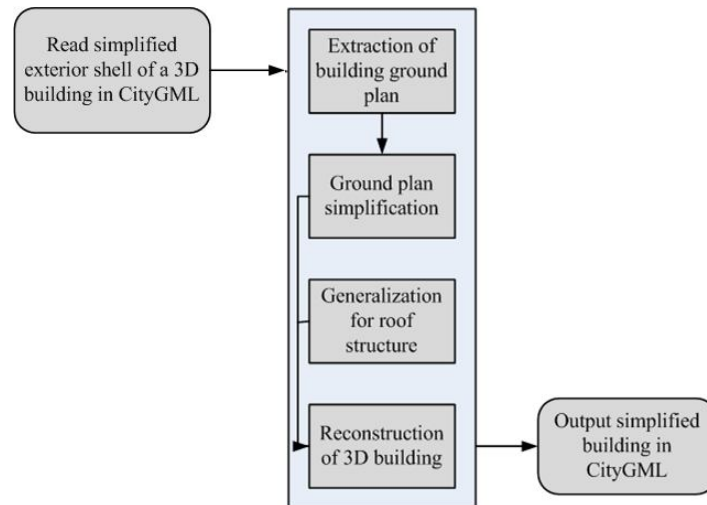 Read simplified
exterior shell of a 3D
building in CityGML
Extraction of
building ground
plan
Ground plan
simplification
Generalization
for roof
structure
Reconstruction
of 3D building
Output simplified
building in
CityGML